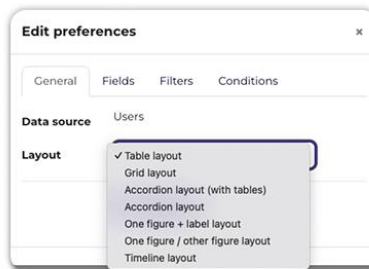 Edit preferences ×
General Fields Filters Conditions
Data source Users
Layout
✓ Table layout
Grid layout
Accordion layout (with tables)
Accordion layout
One figure + label layout
One figure / other figure layout
Timeline layout